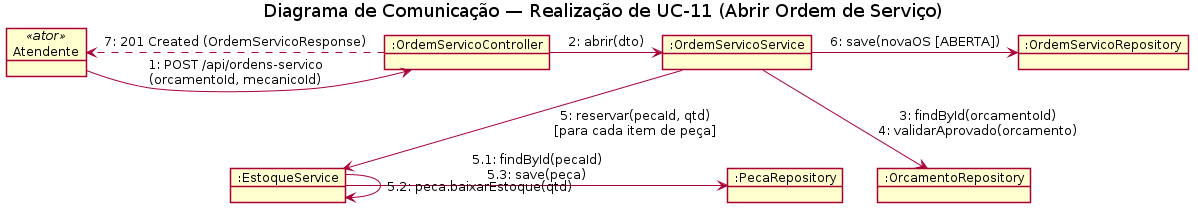 Diagrama de Comunicação — Realização de UC-11 (Abrir Ordem de Serviço)
«ator»
Atendente
7: 201 Created (OrdemServicoResponse)
1: POST /api/ordens-servico
(orcamentoId, mecanicoId)
:OrdemServicoController
2: abrir(dto)
:OrdemServicoService
6: save(novaOS [ABERTA])
:OrdemServicoRepository
5: reservar(pecaId, qtd)
[para cada item de peça]
3: findById(orcamentoId)
4: validarAprovado(orcamento)
:EstoqueService
5.1: findById(pecaId)
5.3: save(peca)
5.2: peca.baixarEstoque(qtd)
:PecaRepository
:OrcamentoRepository